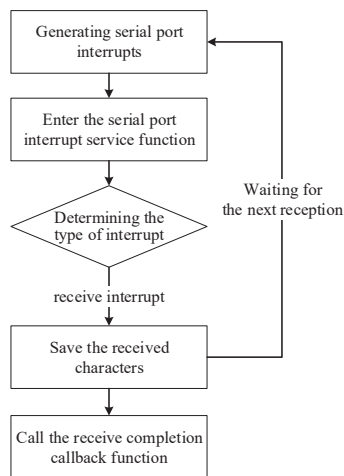 Generating serial port
interrupts
Enter the serial port
interrupt service function
Determining the
type of interrupt
Waiting for
the next reception
receive interrupt
Save the received
characters
Call the receive completion
callback function